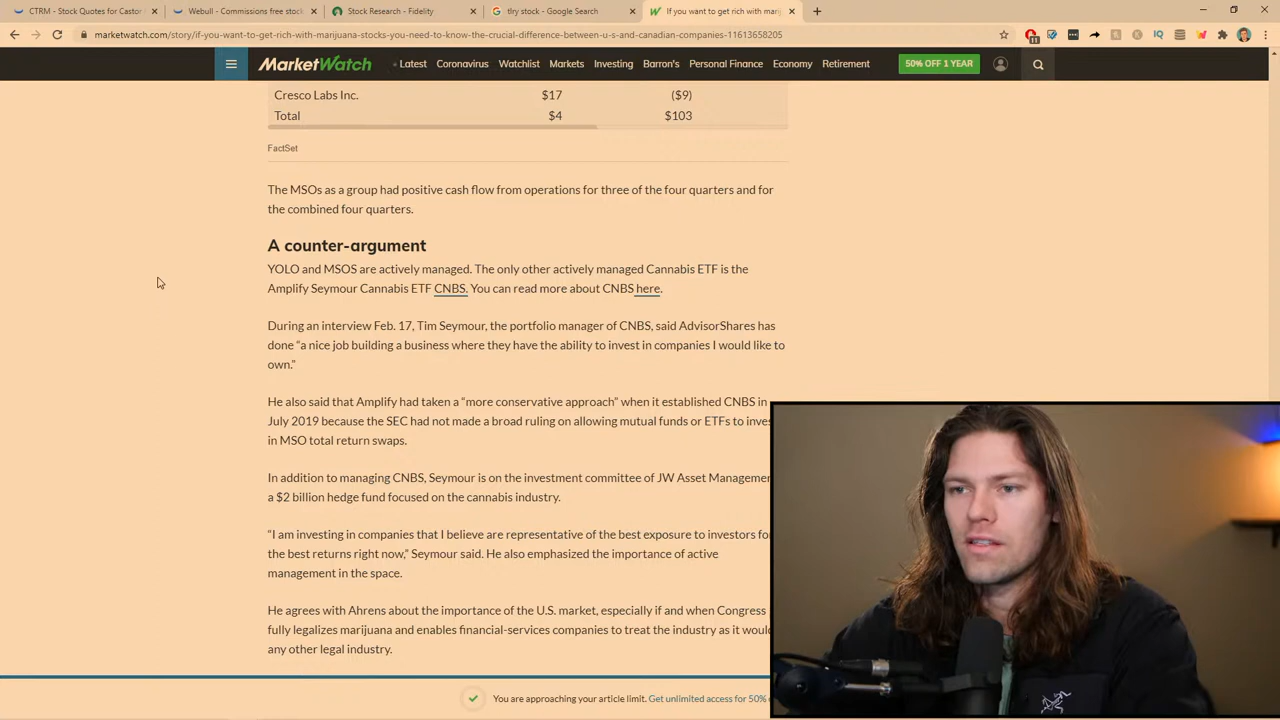 CTRM - Stock Quotes for Castor
Webull - Commissions free stock
Stock Research - Fidelity
tlry stock - Google Search
If you want to get rich with marij
marketwatch.com/story/if-you-want-to-get-rich-with-marijuana-stocks-you-need-to-know-the-crucial-difference-between-u-s-and-canadian-companies-11613658205
11
IQ
MarketWatch
Latest
Coronavirus
Watchlist
Markets
Investing
Barron's
Personal Finance
Economy
Retirement
50% OFF 1 YEAR
Cresco Labs Inc. $17 ($9)
Total $4 $103
FactSet
The MSOs as a group had positive cash flow from operations for three of the four quarters and for
the combined four quarters.
A counter-argument
YOLO and MSOS are actively managed. The only other actively managed Cannabis ETF is the
Amplify Seymour Cannabis ETF CNBS. You can read more about CNBS here.
During an interview Feb. 17, Tim Seymour, the portfolio manager of CNBS, said AdvisorShares has
done “a nice job building a business where they have the ability to invest in companies I would like to
own.”
He also said that Amplify had taken a “more conservative approach” when it established CNBS in
July 2019 because the SEC had not made a broad ruling on allowing mutual funds or ETFs to inves
in MSO total return swaps.
In addition to managing CNBS, Seymour is on the investment committee of JW Asset Managemen
a $2 billion hedge fund focused on the cannabis industry.
“I am investing in companies that I believe are representative of the best exposure to investors for
the best returns right now,” Seymour said. He also emphasized the importance of active
management in the space.
He agrees with Ahrens about the importance of the U.S. market, especially if and when Congress
fully legalizes marijuana and enables financial-services companies to treat the industry as it would
any other legal industry.
You are approaching your article limit. Get unlimited access for 50%